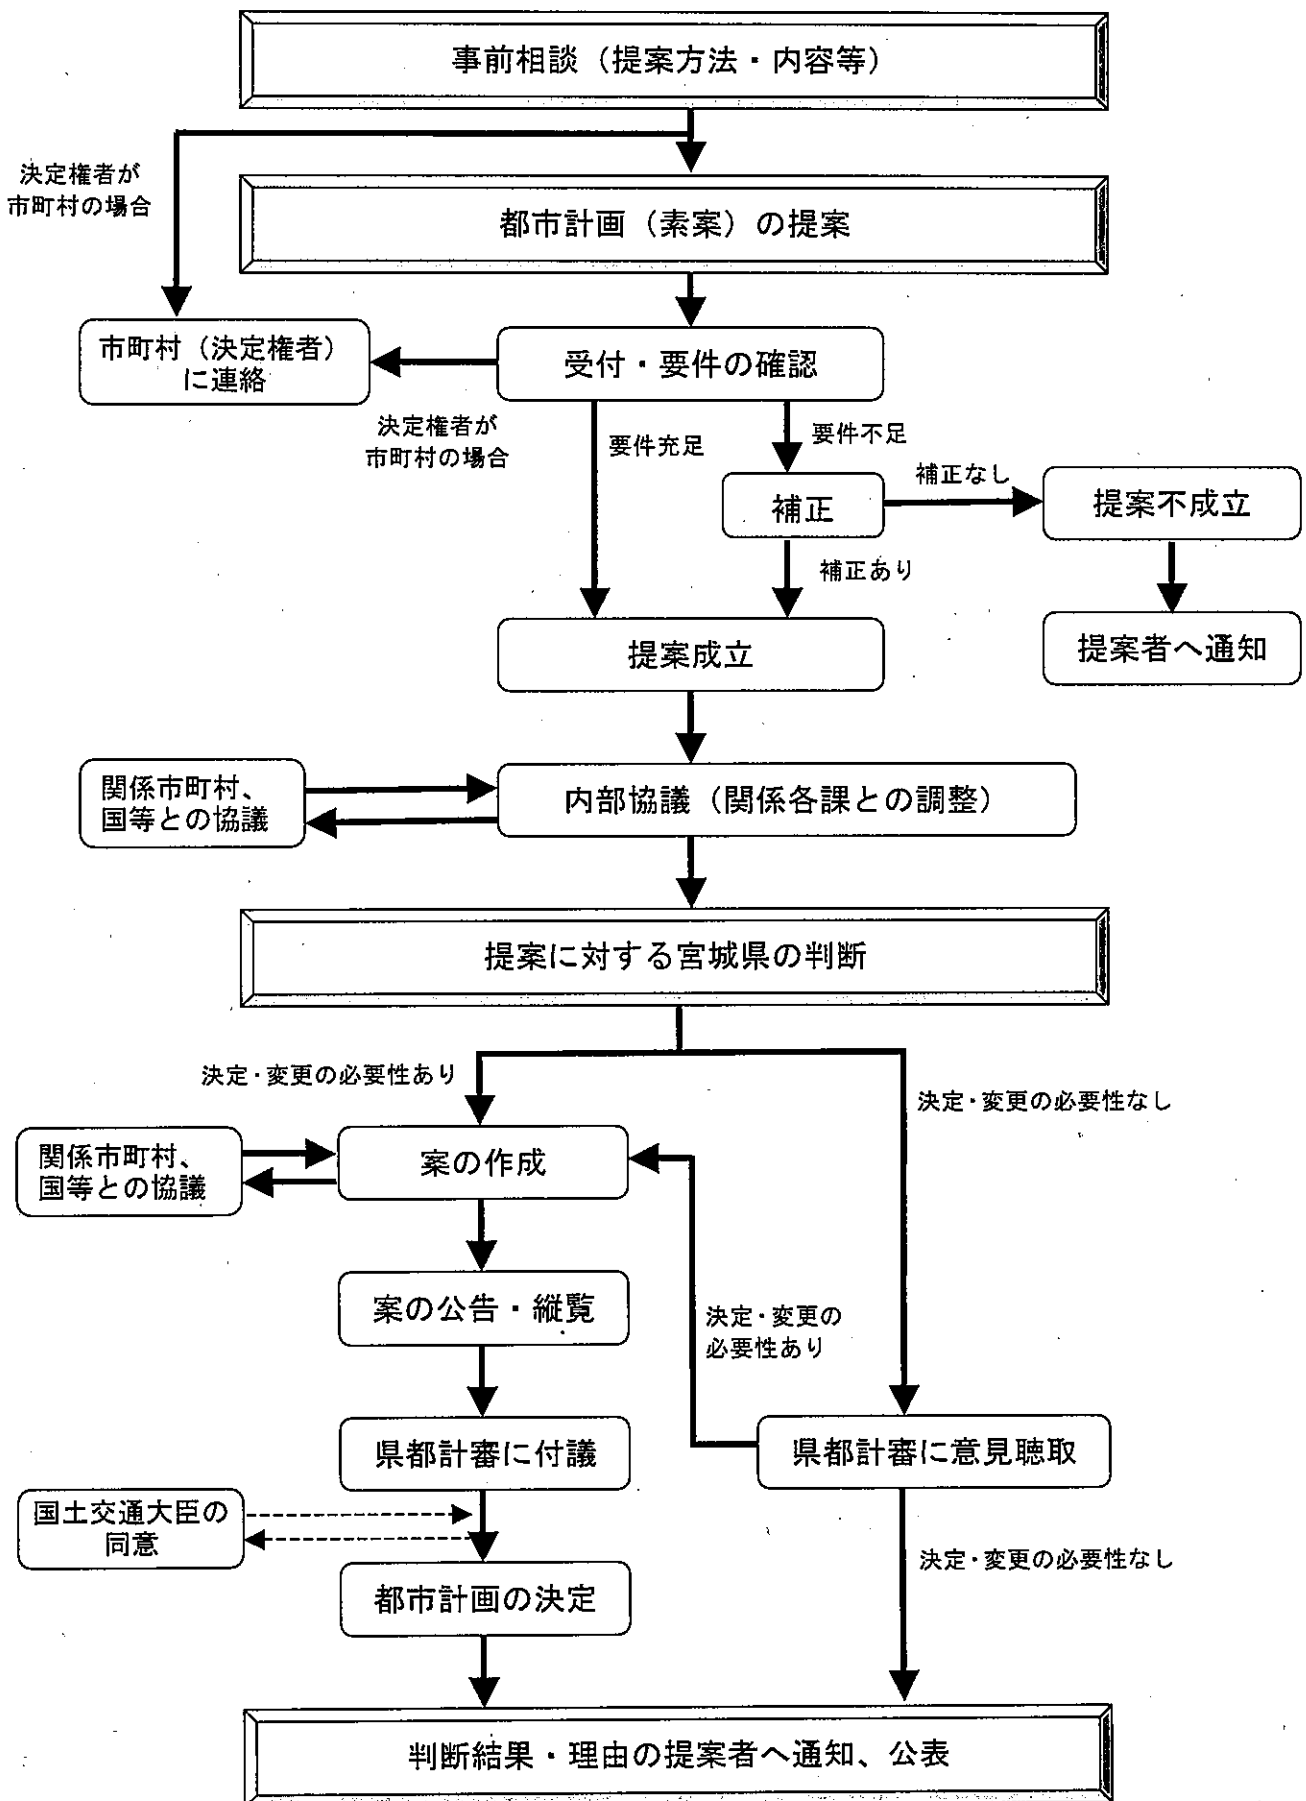 事前相談（提案方法・内容等）
決定権者が
市町村の場合
都市計画（素案）の提案
市町村（決定権者）
に連絡
受付・要件の確認
決定権者が
市町村の場合
要件充足
要件不足
補正
補正なし
提案不成立
補正あり
提案成立
提案者へ通知
関係市町村、
国等との協議
内部協議（関係各課との調整）
提案に対する宮城県の判断
決定・変更の必要性あり
決定・変更の必要性なし
関係市町村、
国等との協議
案の作成
案の公告・縦覧
決定・変更の
必要性あり
県都計審に付議
県都計審に意見聴取
国土交通大臣の
同意
決定・変更の必要性なし
都市計画の決定
判断結果・理由の提案者へ通知、公表